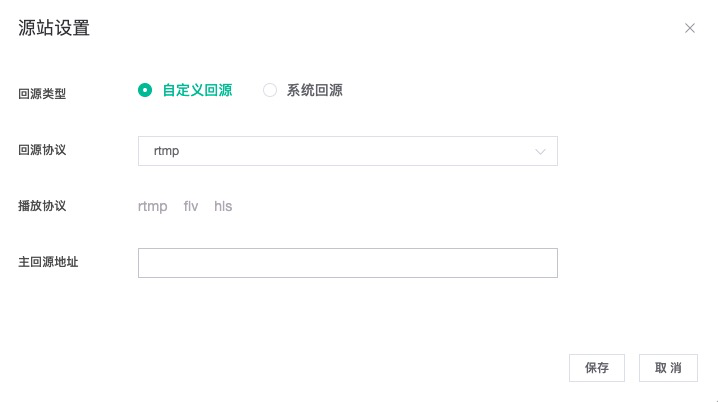 源站设置
回源类型 自定义回源 系统回源
回源协议 rtmp
播放协议 rtmp flv hls
主回源地址
保存 取消